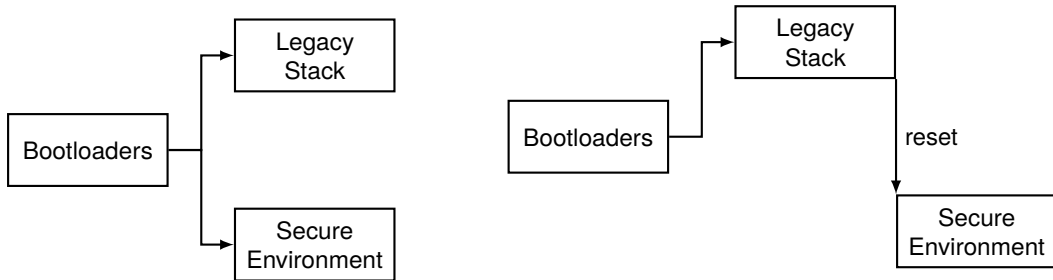 Legacy
Stack
Bootloaders
Secure
Environment
Legacy
Stack
Bootloaders
reset
Secure
Environment